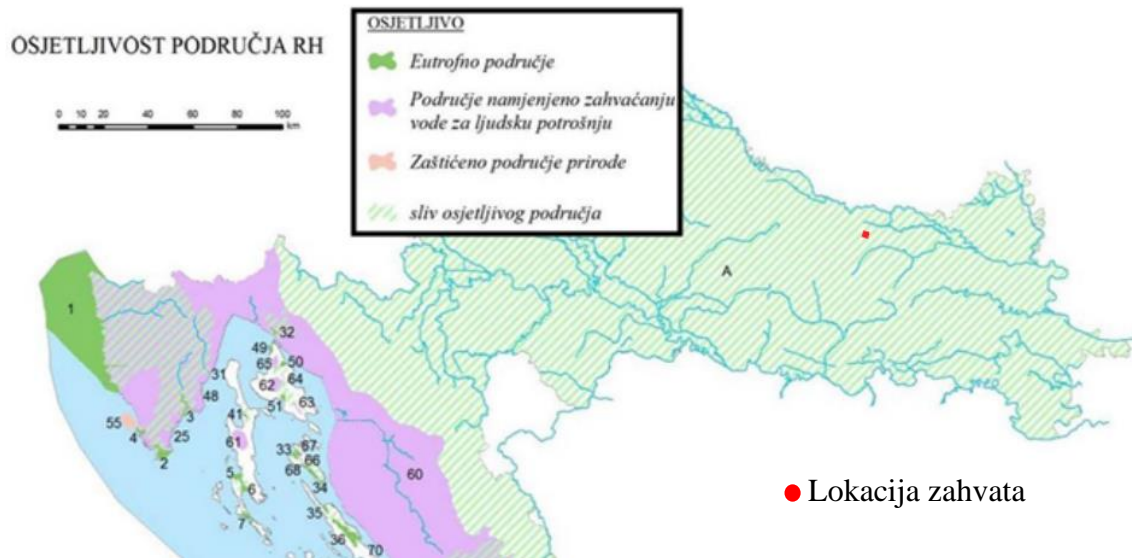 OSJETLJIVOST PODRUČJA RH
0 10 20 40 60 80 100
km
OSJETLJIVO
Eutrofno područje
Područje namjenjeno zahvaćanju
vode za ljudsku potrošnju
Zaštićeno područje prirode
sliv osjetljivog područja
A
1
32
49
50
65
31
62
64
48
51
63
3
41
55
4
25
61
2
33
67
66
60
5
68
6
34
7
35
36
70
Lokacija zahvata